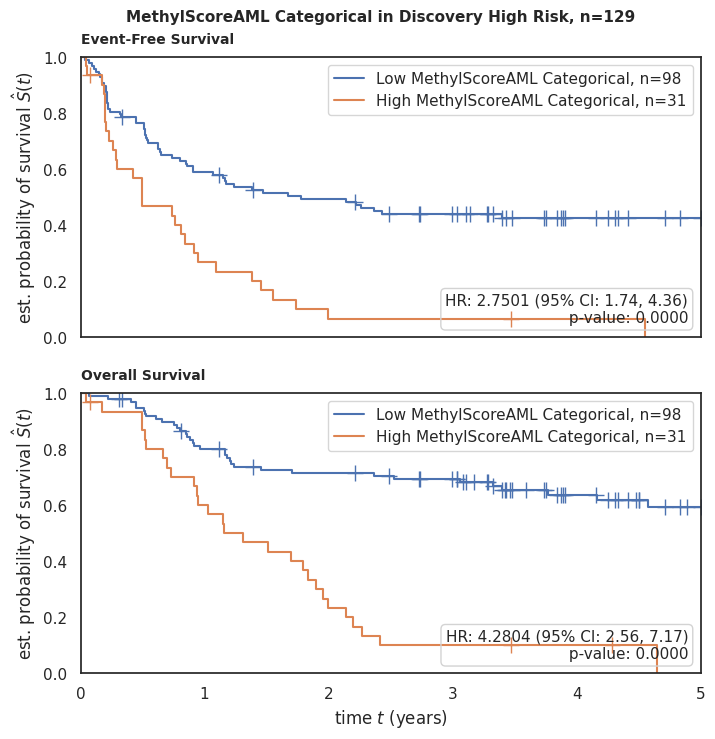 MethylScoreAML Categorical in Discovery High Risk, n=129
Event-Free Survival
1.0
0.8
0.6
0.4
0.2
0.0
est. probability of survival Ŝ(t)
Low MethylScoreAML Categorical, n=98
High MethylScoreAML Categorical, n=31
HR: 2.7501 (95% CI: 1.74, 4.36)
p-value: 0.0000
Overall Survival
1.0
0.8
0.6
0.4
0.2
0.0
est. probability of survival Ŝ(t)
Low MethylScoreAML Categorical, n=98
High MethylScoreAML Categorical, n=31
HR: 4.2804 (95% CI: 2.56, 7.17)
p-value: 0.0000
0 1 2 3 4 5
time t (years)